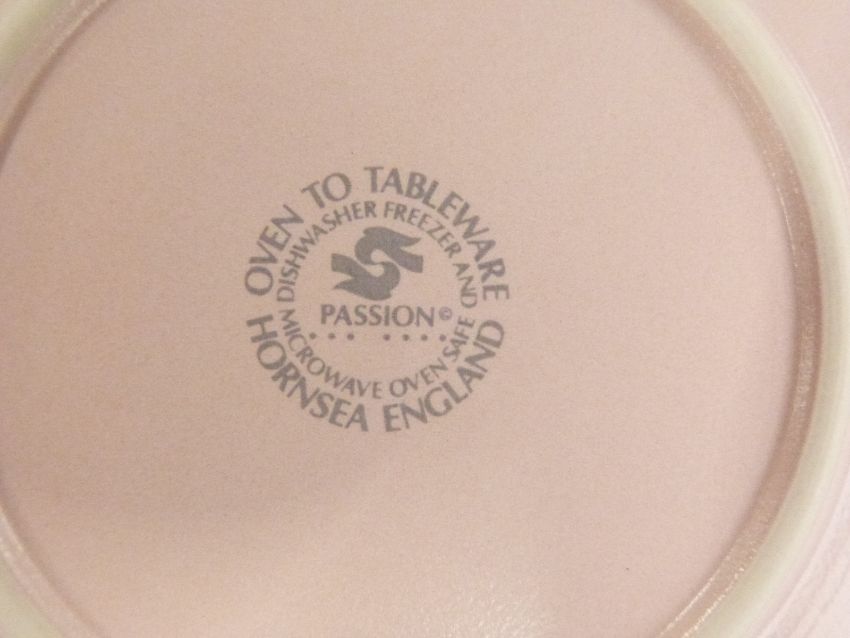 OVEN TO TABLEWARE
DISHWASHER FREEZER AND
PASSION©
MICROWAVE OVEN SAFE
HORNSEA ENGLAND